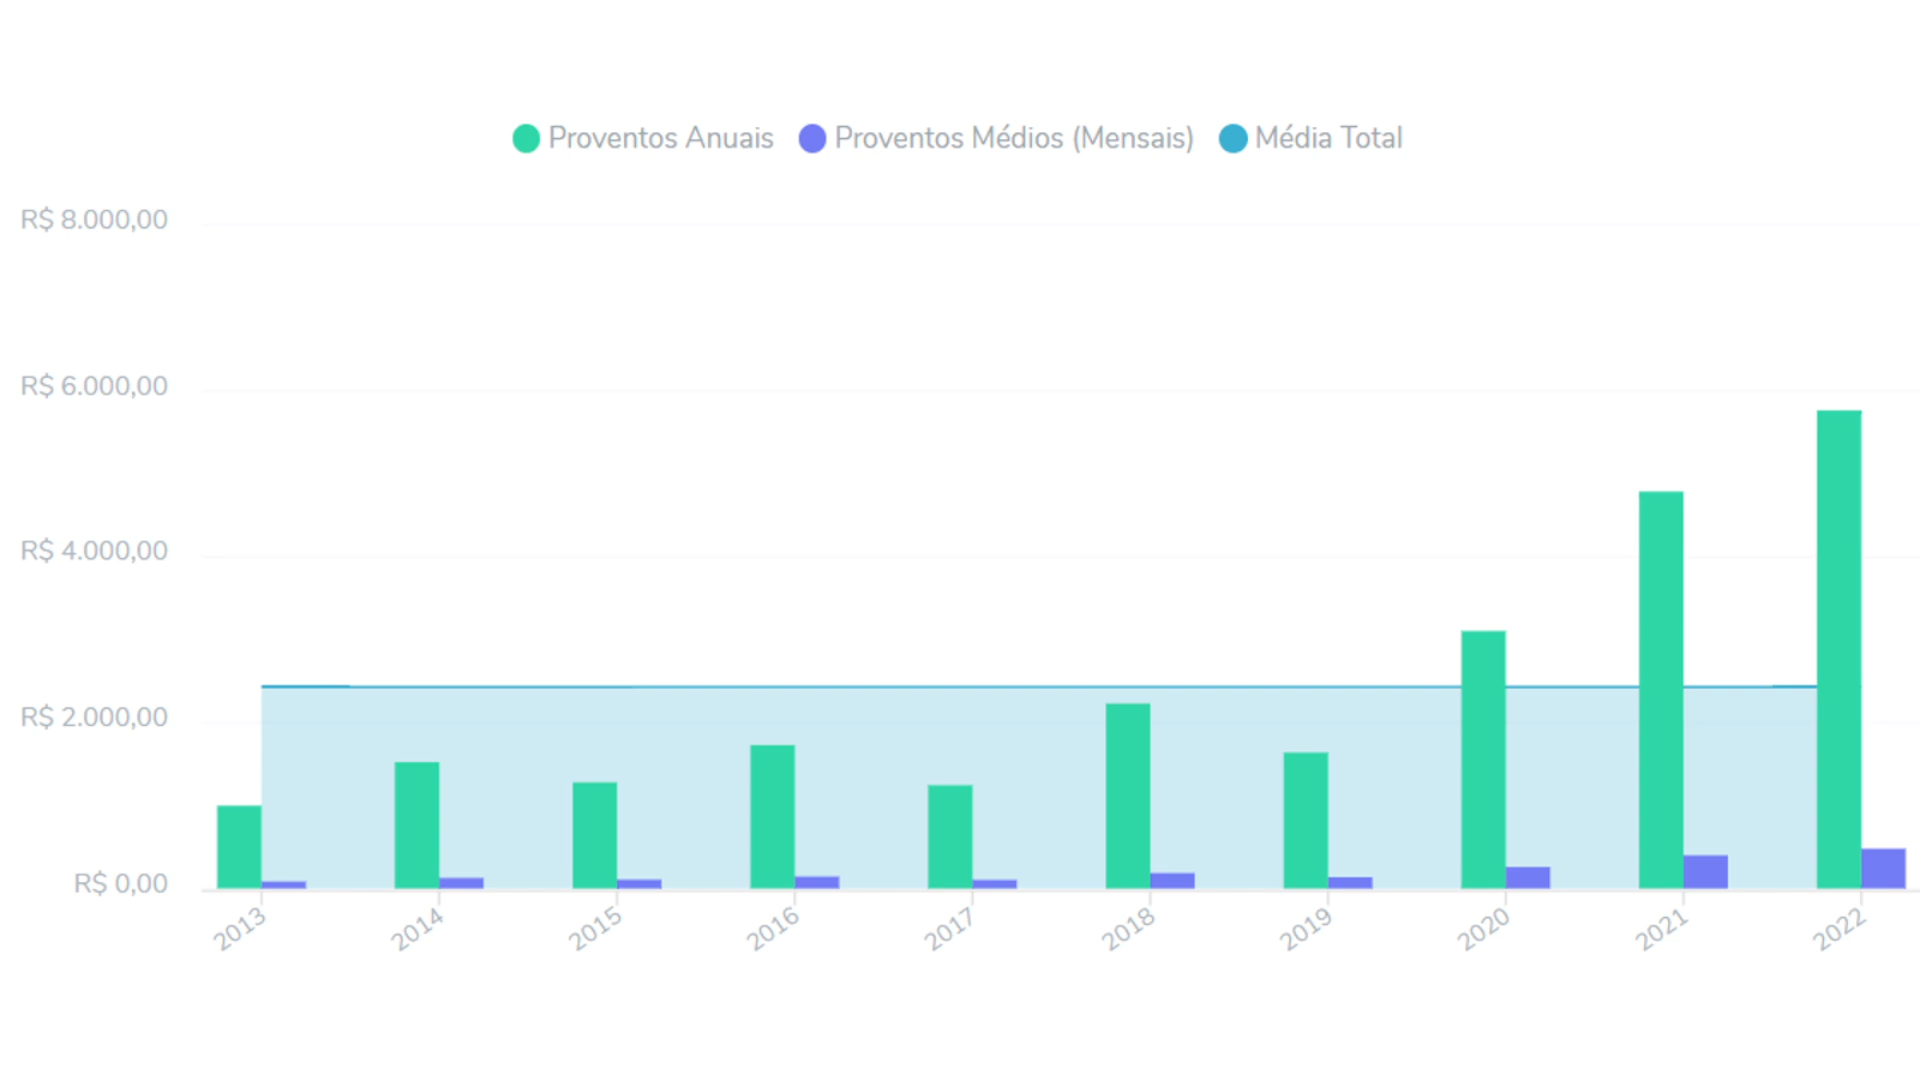 Proventos Anuais Proventos Médios (Mensais) Média Total
R$ 8.000,00
R$ 6.000,00
R$ 4.000,00
R$ 2.000,00
R$ 0,00
2013 2014 2015 2016 2017 2018 2019 2020 2021 2022